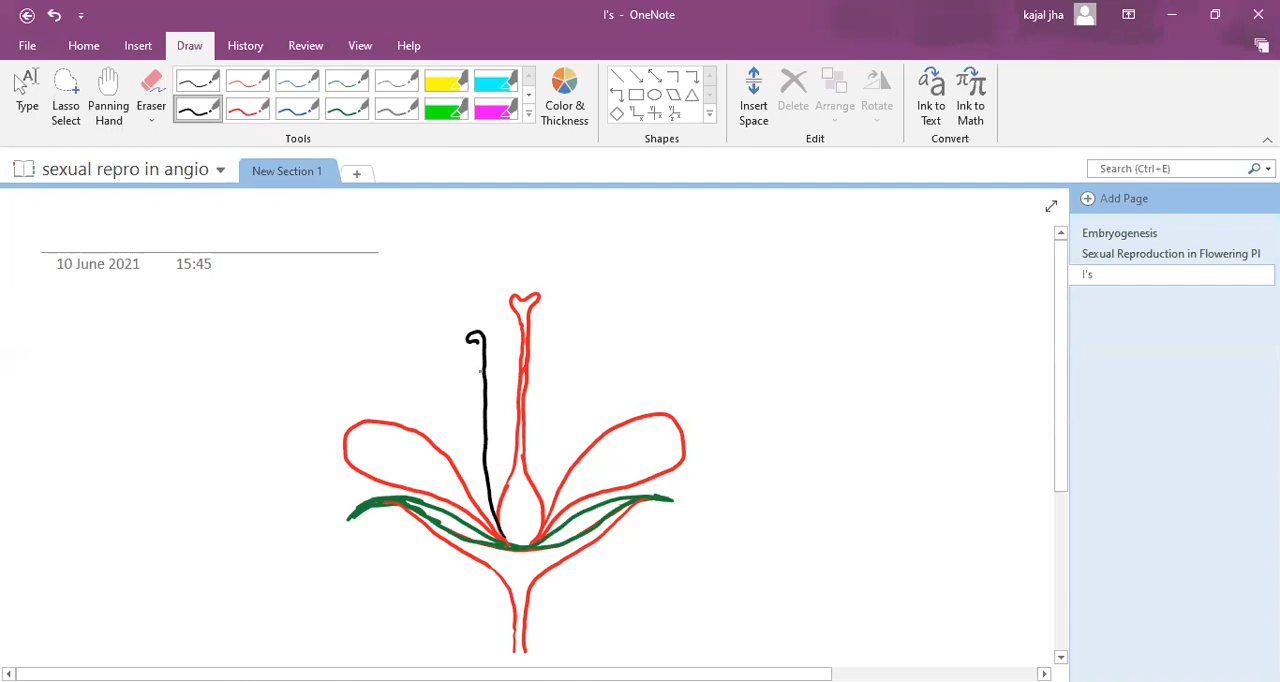 I's - OneNote
kajal jha
File Home Insert Draw History Review View Help
Type
Lasso Select
Panning Hand
Eraser
Color & Thickness
Insert Space
Delete
Arrange
Rotate
Ink to Text
Ink to Math
Tools
Shapes
Edit
Convert
sexual repro in angio
New Section 1
Search (Ctrl+E)
Add Page
10 June 2021 15:45
Embryogenesis
Sexual Reproduction in Flowering Pl
I's